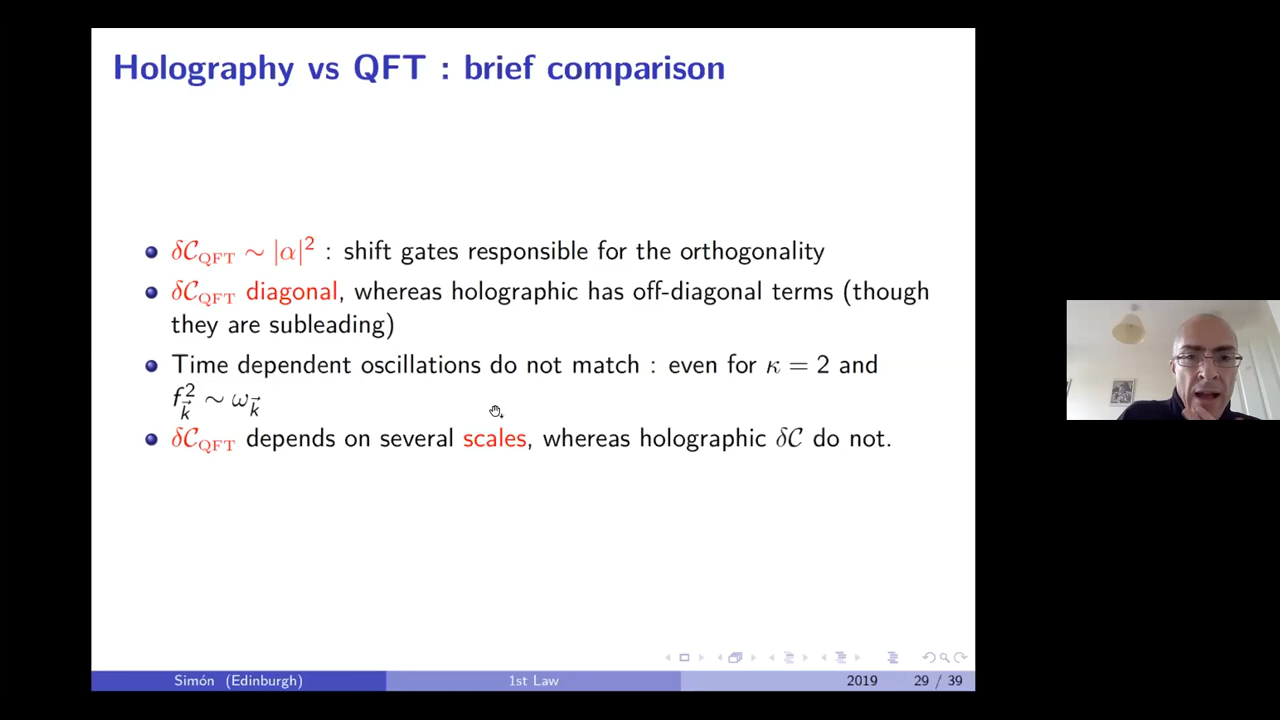 Holography vs QFT : brief comparison
δ𝒞_QFT ∼ |α|² : shift gates responsible for the orthogonality
δ𝒞_QFT diagonal, whereas holographic has off-diagonal terms (though
they are subleading)
Time dependent oscillations do not match : even for κ = 2 and
f²_k⃗ ∼ ω_k⃗
δ𝒞_QFT depends on several scales, whereas holographic δ𝒞 do not.
Simón (Edinburgh) 1st Law 2019 29 / 39